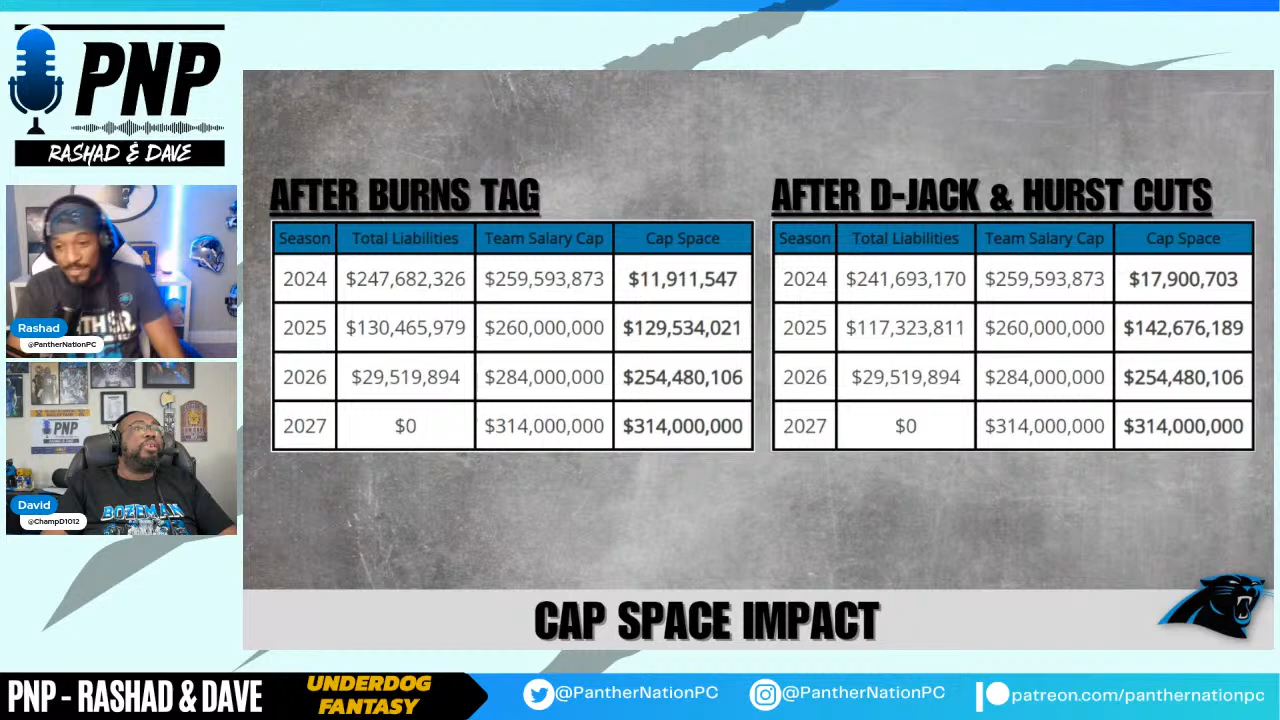 PNP
RASHAD & DAVE
Rashad
@PantherNationPC
PNP
BOZEMAN
David
@ChampD1012
AFTER BURNS TAG
Season Total Liabilities Team Salary Cap Cap Space
2024 $247,682,326 $259,593,873 $11,911,547
2025 $130,465,979 $260,000,000 $129,534,021
2026 $29,519,894 $284,000,000 $254,480,106
2027 $0 $314,000,000 $314,000,000
AFTER D-JACK & HURST CUTS
Season Total Liabilities Team Salary Cap Cap Space
2024 $241,693,170 $259,593,873 $17,900,703
2025 $117,323,811 $260,000,000 $142,676,189
2026 $29,519,894 $284,000,000 $254,480,106
2027 $0 $314,000,000 $314,000,000
CAP SPACE IMPACT
PNP - RASHAD & DAVE
UNDERDOG
FANTASY
@PantherNationPC
@PantherNationPC
patreon.com/panthernationpc